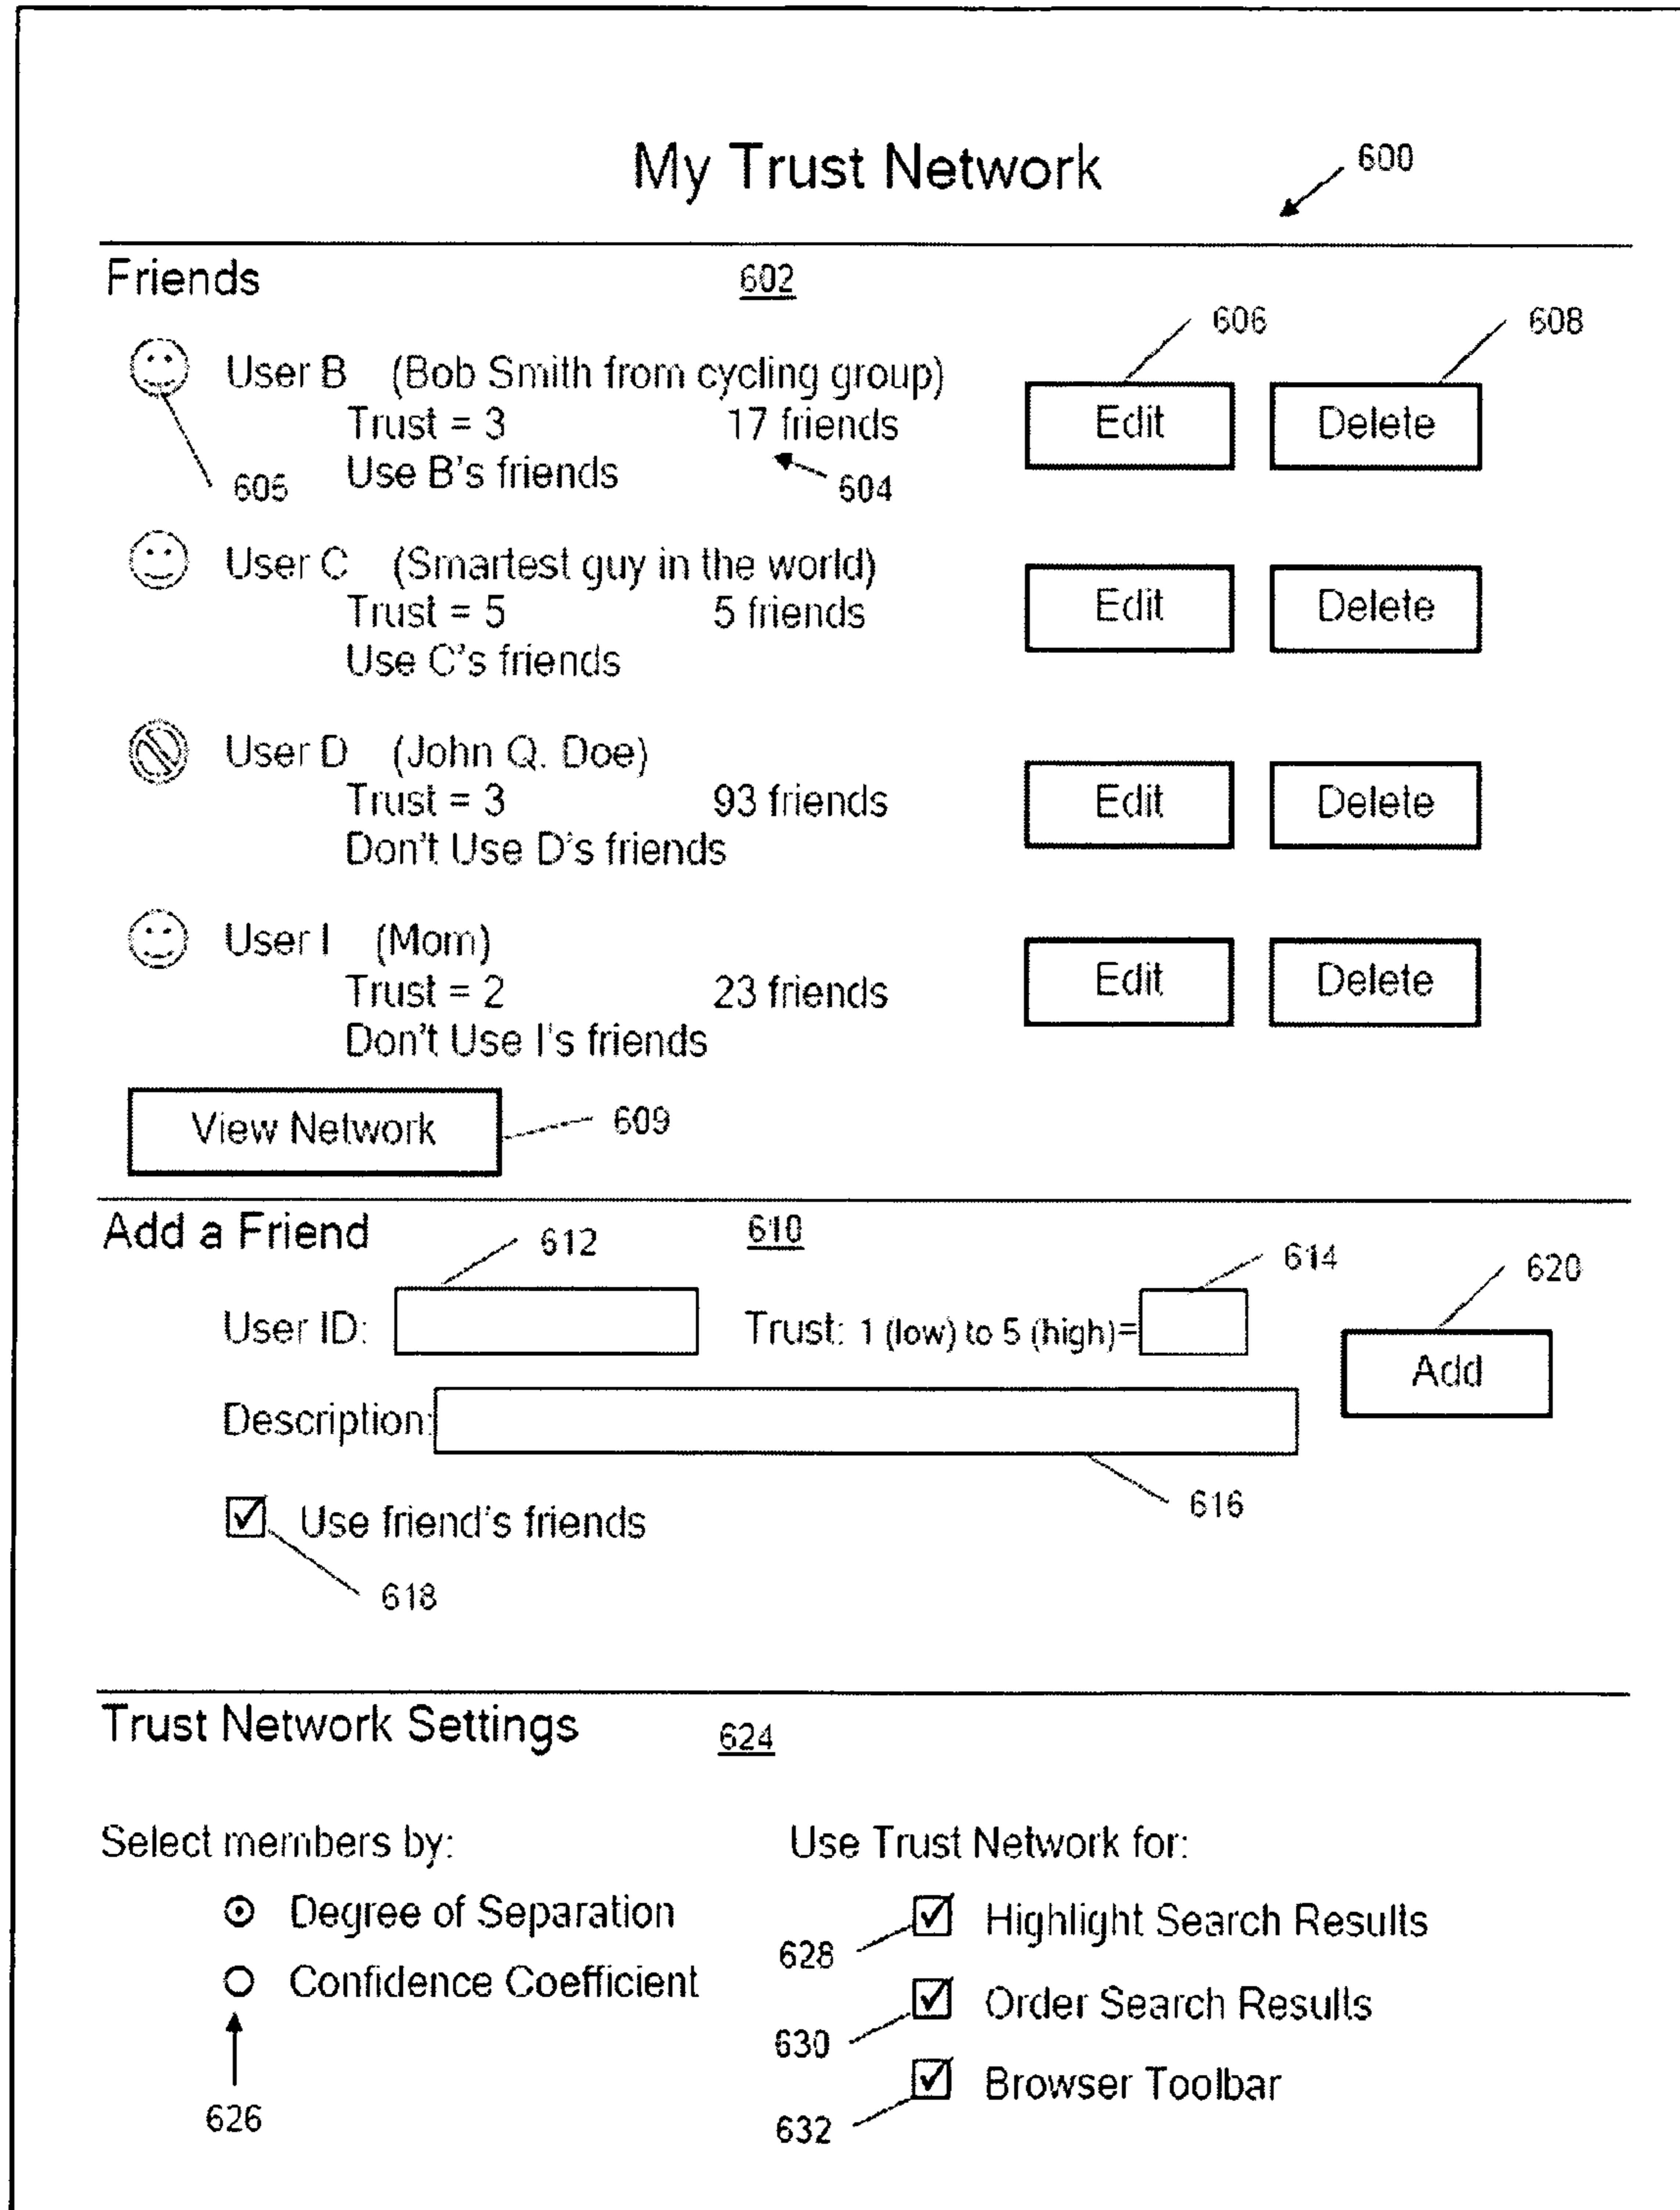 My Trust Network 600
Friends 602
606 608
User B (Bob Smith from cycling group)
Trust = 3 17 friends
Edit Delete
Use B's friends
605 604
User C (Smartest guy in the world)
Trust = 5 5 friends
Edit Delete
Use C's friends
User D (John Q. Doe)
Trust = 3 93 friends
Edit Delete
Don't Use D's friends
User I (Mom)
Trust = 2 23 friends
Edit Delete
Don't Use I's friends
View Network 609
Add a Friend 612 610 614 620
User ID: Trust: 1 (low) to 5 (high)=
Add
Description:
616
Use friend's friends
618
Trust Network Settings 624
Select members by: Use Trust Network for:
Degree of Separation Highlight Search Results
628
Confidence Coefficient Order Search Results
630
Browser Toolbar
626 632